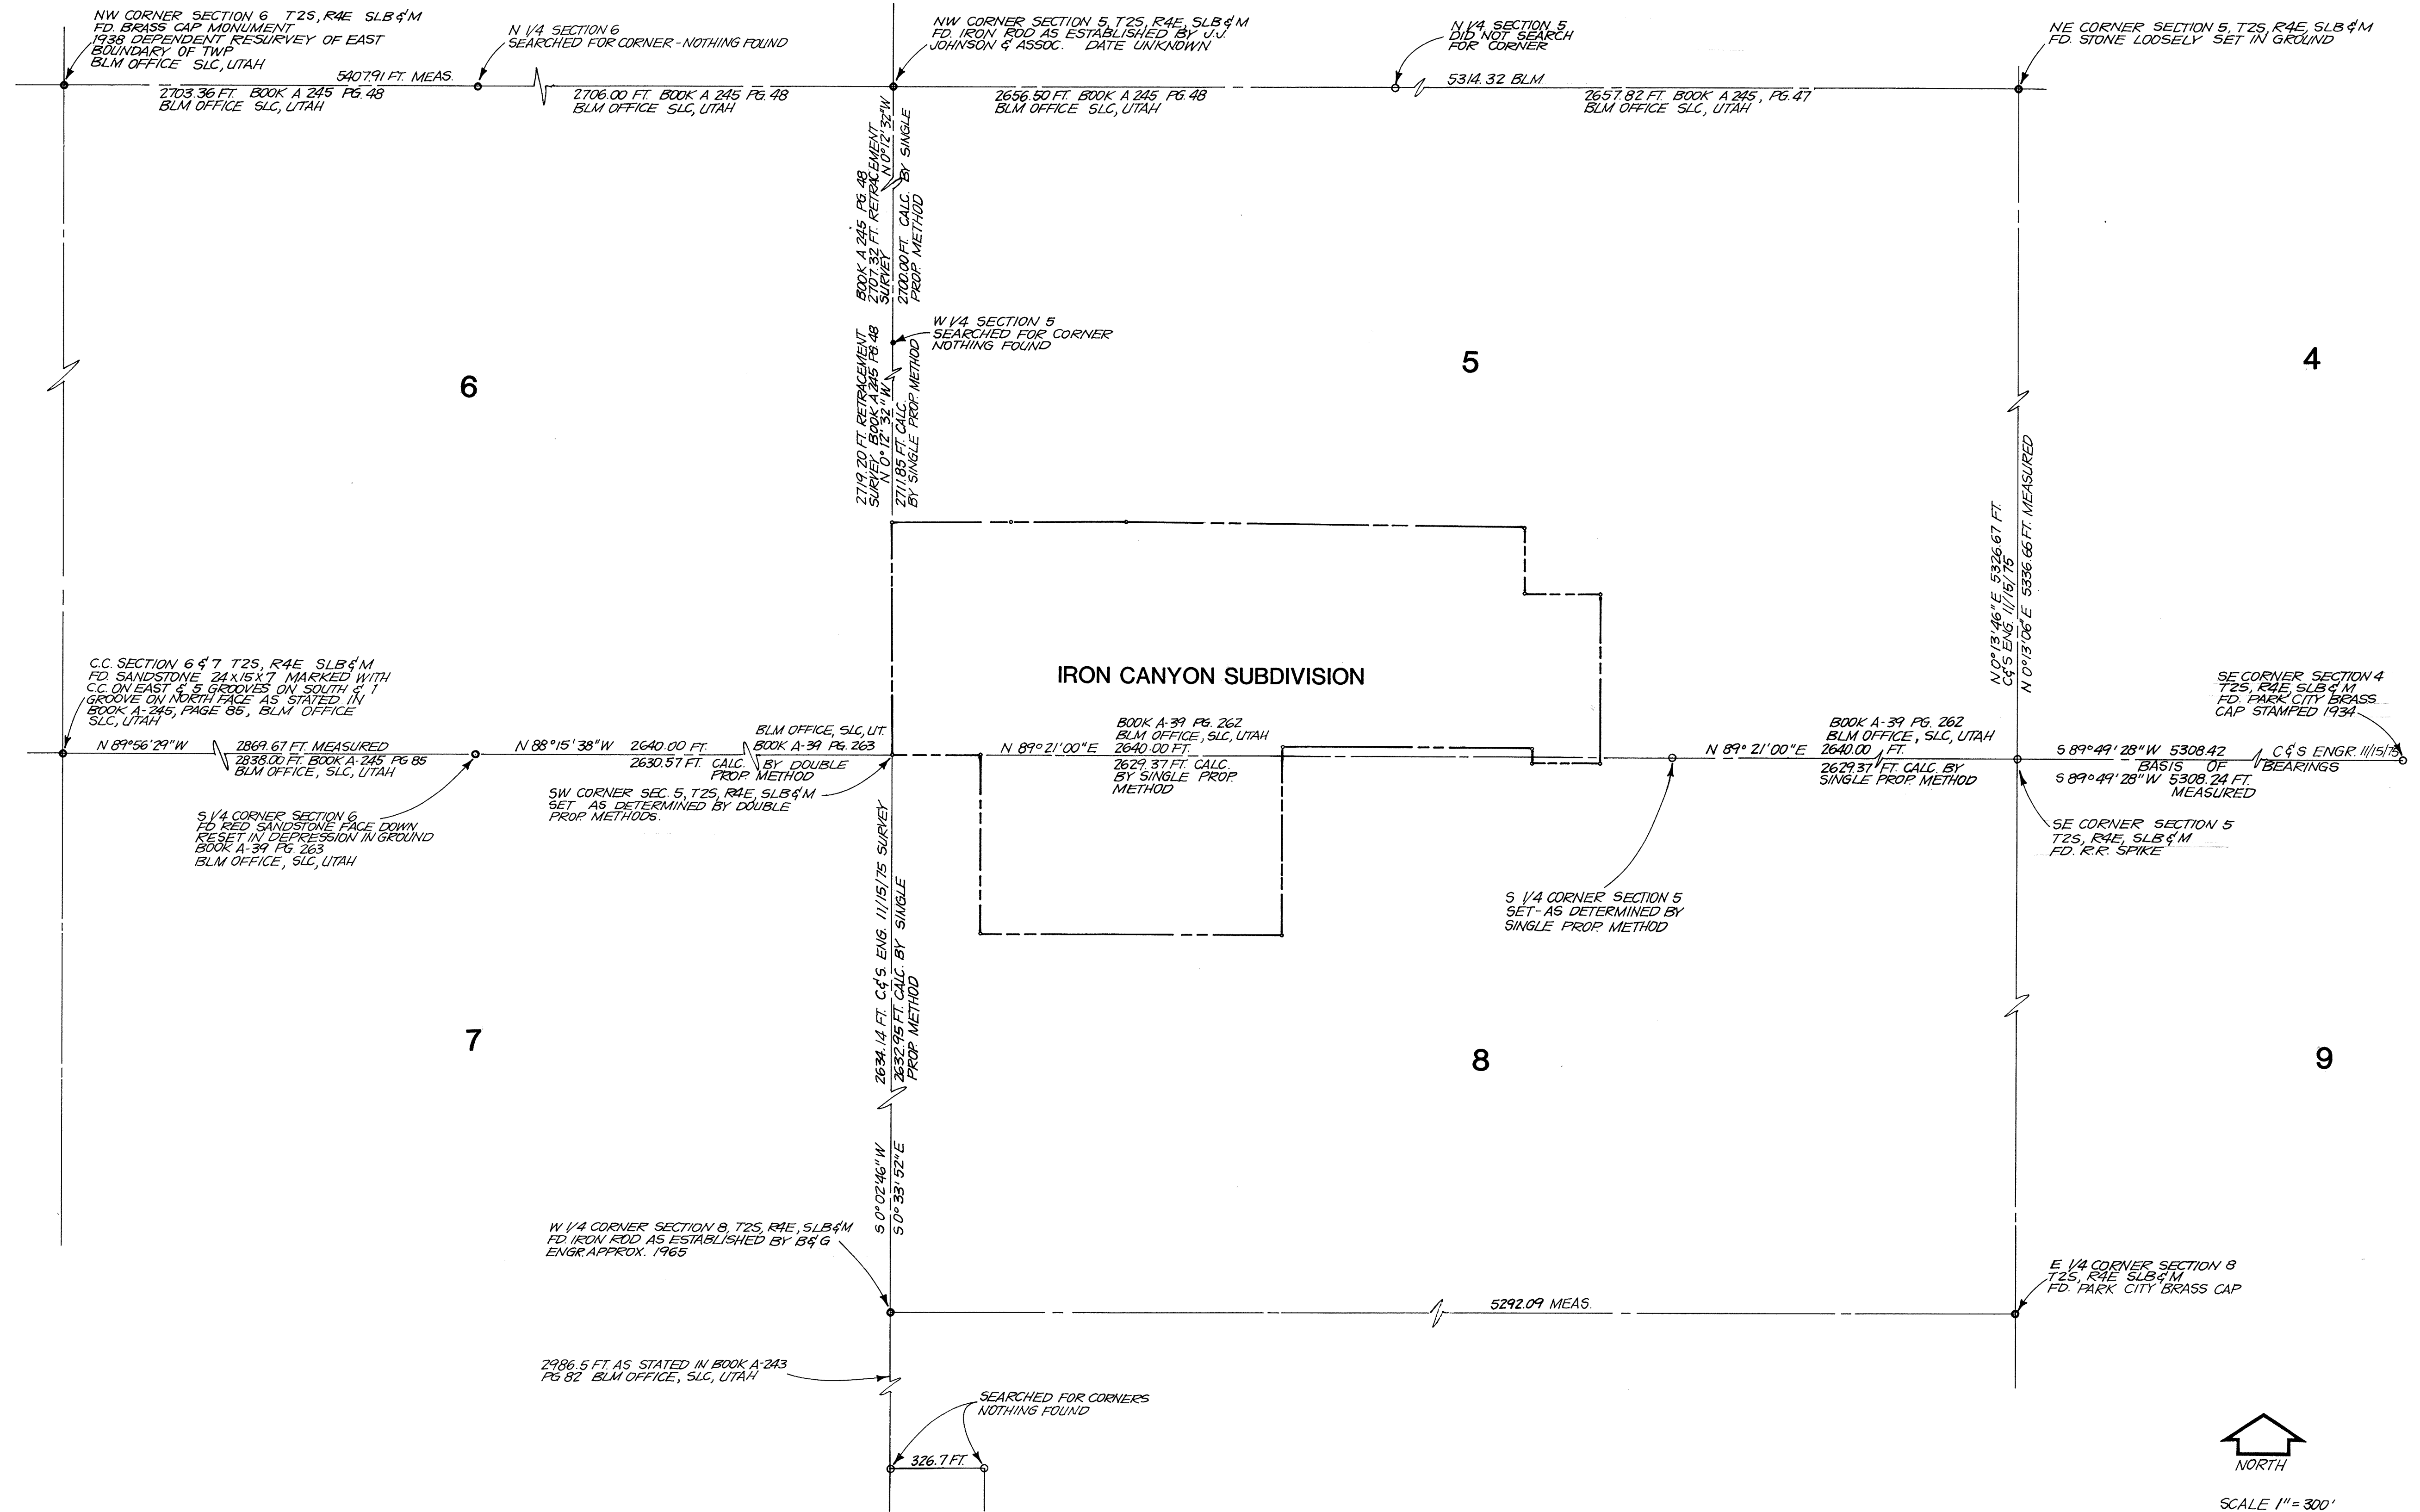 NW CORNER SECTION 6 T2S, R4E SLB & M
FD. BRASS CAP MONUMENT
1938 DEPENDENT RESURVEY OF EAST
BOUNDARY OF TWP
BLM OFFICE SLC, UTAH
N 1/4 SECTION 6
SEARCHED FOR CORNER - NOTHING FOUND
NW CORNER SECTION 5, T2S, R4E, SLB & M
FD. IRON ROD AS ESTABLISHED BY J.J.
JOHNSON & ASSOC. DATE UNKNOWN
N 1/4 SECTION 5
DID NOT SEARCH
FOR CORNER
NE CORNER SECTION 5, T2S, R4E, SLB & M
FD. STONE LOOSELY SET IN GROUND
5407.91 FT. MEAS.
2703.36 FT. BOOK A 245 PG. 48
BLM OFFICE SLC, UTAH
2706.00 FT. BOOK A 245 PG. 48
BLM OFFICE SLC, UTAH
2656.50 FT. BOOK A 245, PG. 48
BLM OFFICE SLC, UTAH
5314.32 BLM
2657.82 FT. BOOK A 245, PG. 47
BLM OFFICE SLC, UTAH
BOOK A 245 PG. 48
2707.32 FT. RETRACEMENT
SURVEY
N 0°12'32"W
2700.00 FT. CALC. BY SINGLE
PROP. METHOD
W 1/4 SECTION 5
SEARCHED FOR CORNER
NOTHING FOUND
2719.20 FT. RETRACEMENT
SURVEY BOOK A 245 PG. 48
N 0°12'32"W
2711.85 FT. CALC.
BY SINGLE PROP. METHOD
6
5
4
N 0°13'46"E 5326.67 FT.
C & S ENG. 11/15/75
N 0°13'06"E 5336.66 FT. MEASURED
IRON CANYON SUBDIVISION
C.C. SECTION 6 & 7 T2S, R4E SLB & M
FD. SANDSTONE 24 X 15 X 7 MARKED WITH
C.C. ON EAST & 5 GROOVES ON SOUTH & 1
GROOVE ON NORTH FACE AS STATED IN
BOOK A-245, PAGE 85, BLM OFFICE
SLC, UTAH
N 89°56'29"W
2869.67 FT. MEASURED
2838.00 FT. BOOK A-245 PG 85
BLM OFFICE, SLC, UTAH
N 88°15'38"W 2640.00 FT.
BLM OFFICE, SLC, UT.
BOOK A-39 PG. 263
2630.57 FT. CALC. BY DOUBLE
PROP. METHOD
SW CORNER SEC. 5, T2S, R4E, SLB & M
SET AS DETERMINED BY DOUBLE
PROP. METHODS.
S 1/4 CORNER SECTION 6
FD RED SANDSTONE FACE DOWN
RESET IN DEPRESSION IN GROUND
BOOK A-39 PG. 263
BLM OFFICE, SLC, UTAH
BOOK A-39 PG. 262
BLM OFFICE, SLC, UTAH
N 89°21'00"E 2640.00 FT.
2629.37 FT. CALC.
BY SINGLE PROP.
METHOD
BOOK A-39 PG. 262
BLM OFFICE, SLC, UTAH
N 89°21'00"E 2640.00 FT.
2629.37 FT. CALC. BY
SINGLE PROP. METHOD
SE CORNER SECTION 4
T2S, R4E, SLB & M
FD. PARK CITY BRASS
CAP STAMPED 1934
S 89°49'28"W 5308.42 C & S ENGR. 11/15/75
BASIS OF BEARINGS
S 89°49'28"W 5308.24 FT.
MEASURED
SE CORNER SECTION 5
T2S, R4E, SLB & M
FD. R.R. SPIKE
S 1/4 CORNER SECTION 5
SET - AS DETERMINED BY
SINGLE PROP. METHOD
2634.14 FT. C & S. ENG. 11/15/75 SURVEY
2632.95 FT. CALC. BY SINGLE
PROP. METHOD
S 0°02'46"W
S 0°33'52"E
7
8
9
W 1/4 CORNER SECTION 8, T2S, R4E, SLB & M
FD. IRON ROD AS ESTABLISHED BY B & G
ENGR. APPROX. 1965
5292.09 MEAS.
E 1/4 CORNER SECTION 8
T2S, R4E SLB & M
FD. PARK CITY BRASS CAP
2986.5 FT. AS STATED IN BOOK A-243
PG 82 BLM OFFICE, SLC, UTAH
SEARCHED FOR CORNERS
NOTHING FOUND
326.7 FT.
NORTH
SCALE 1" = 300'